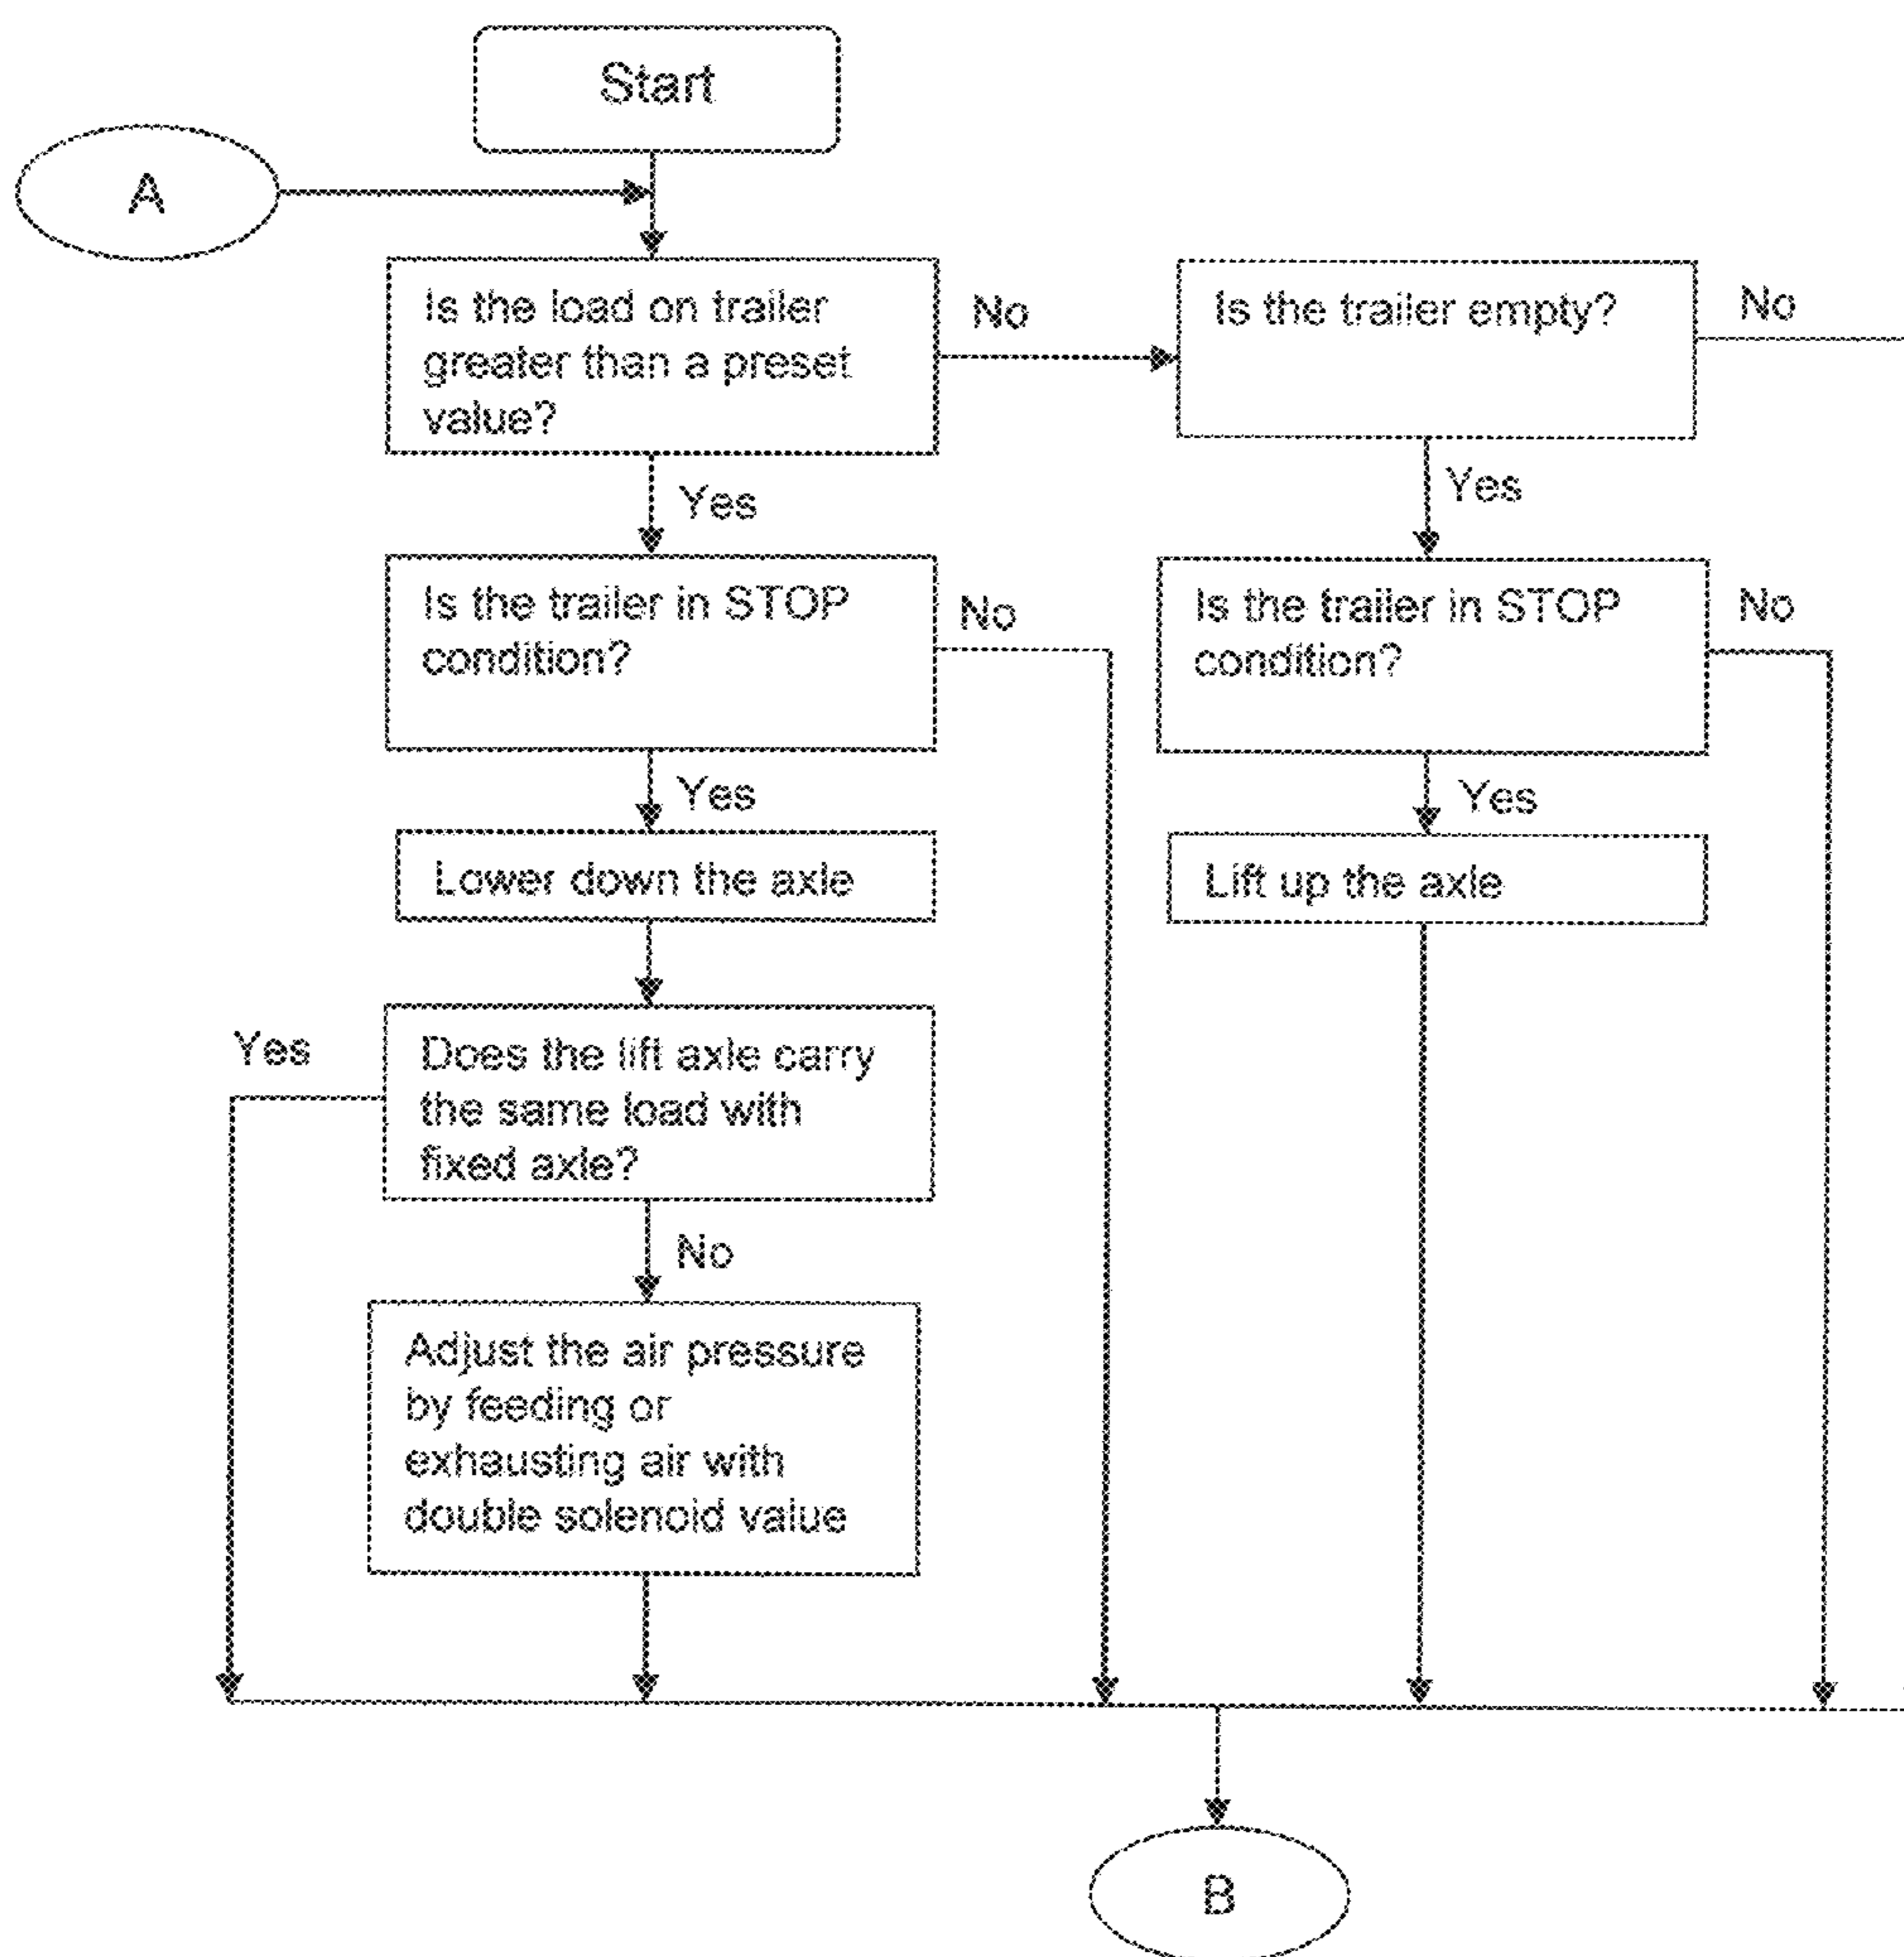 Start
A
Is the load on trailer
greater than a preset
value?
No
Is the trailer empty?
No
Yes
Yes
Is the trailer in STOP
condition?
No
Is the trailer in STOP
condition?
No
Yes
Yes
Lower down the axle
Lift up the axle
Yes
Does the lift axle carry
the same load with
fixed axle?
No
Adjust the air pressure
by feeding or
exhausting air with
double solenoid value
B